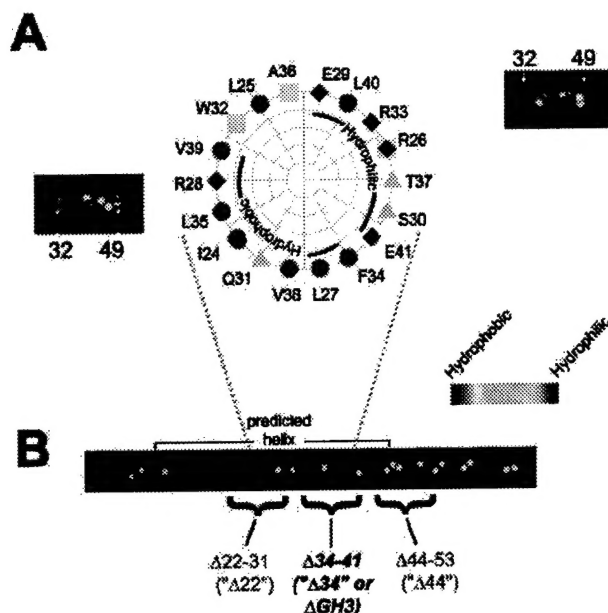 A
32 49
L25
A36
E29
L40
W32
R33
V39
R26
R28
T37
L35
S30
I24
E41
Q31
F34
V38
L27
Hydrophilic
Hydrophobic
32 49
Hydrophobic
Hydrophilic
predicted
helix
B
Δ22-31
("Δ22")
Δ34-41
("Δ34" or
ΔGH3)
Δ44-53
("Δ44")